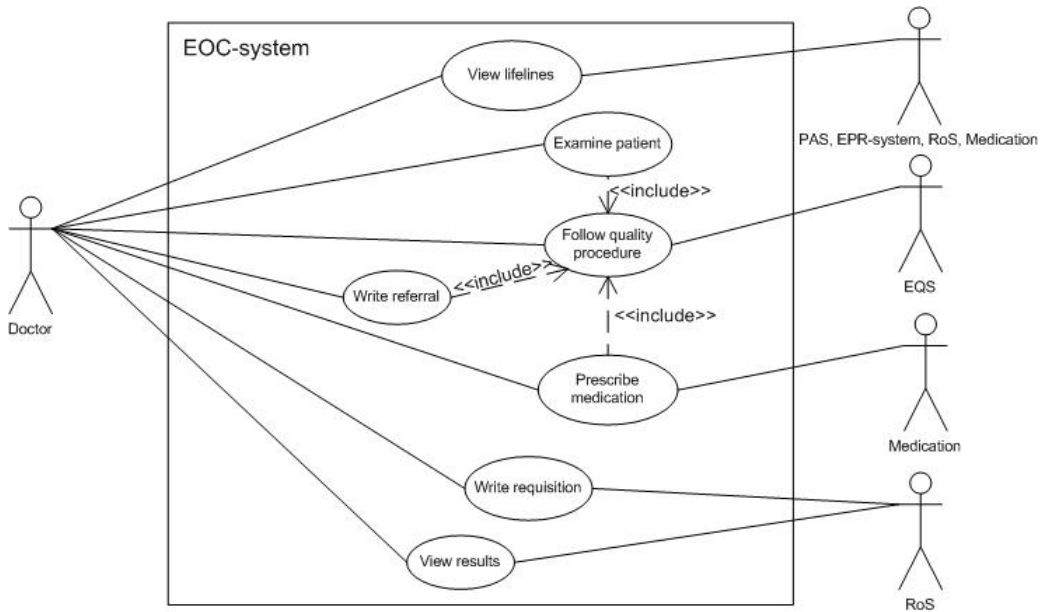 EOC-system
View lifelines
PAS, EPR-system, RoS, Medication
Examine patient
<<include>>
Follow quality
procedure
<<include>>
Write referral
EQS
Doctor
<<include>>
Prescribe
medication
Medication
Write requisition
View results
RoS